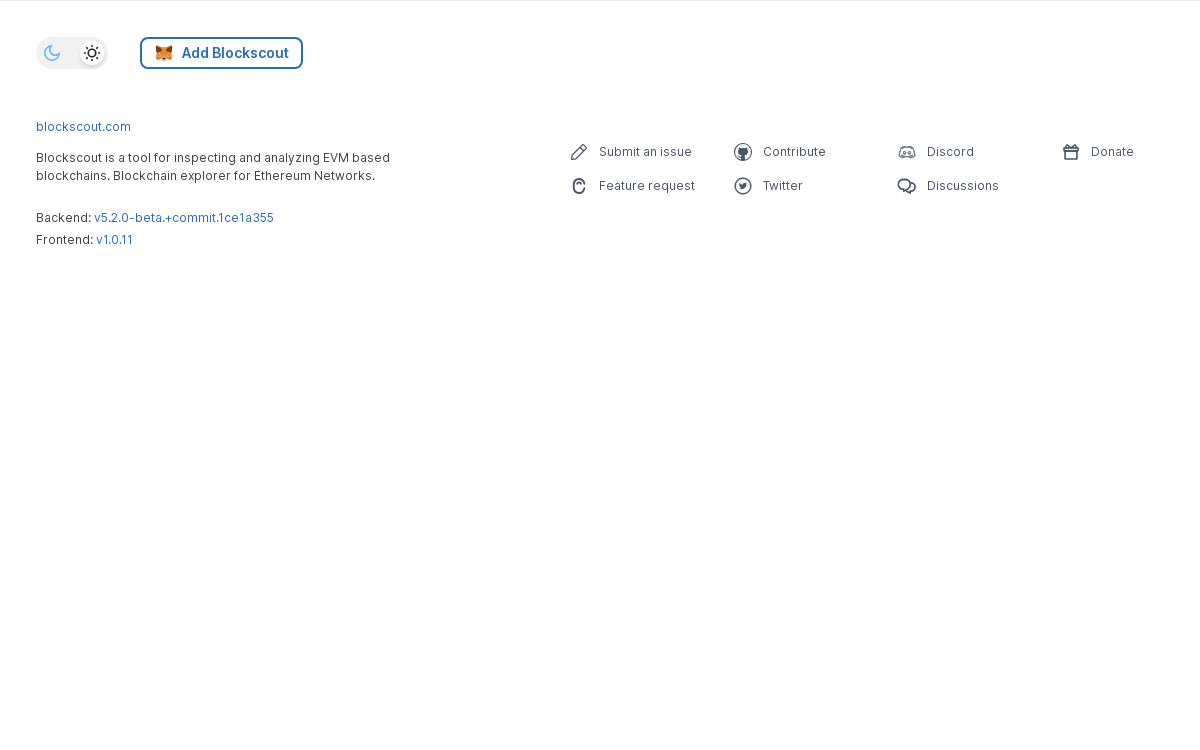 Add Blockscout
blockscout.com
Blockscout is a tool for inspecting and analyzing EVM based
blockchains. Blockchain explorer for Ethereum Networks.
Backend: v5.2.0-beta.+commit.1ce1a355
Frontend: v1.0.11
Submit an issue
Contribute
Discord
Donate
Feature request
Twitter
Discussions